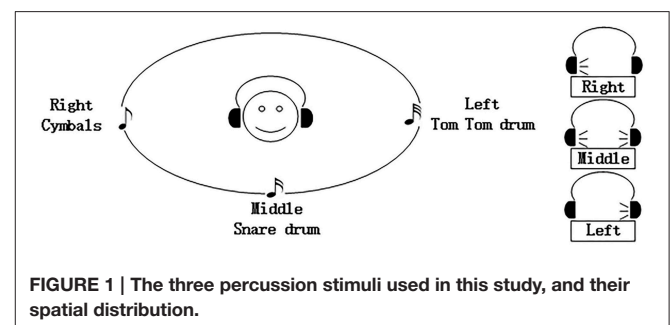 Right
Cymbals
Left
Tom Tom drum
Middle
Snare drum
Right
Middle
Left
FIGURE 1 | The three percussion stimuli used in this study, and their
spatial distribution.